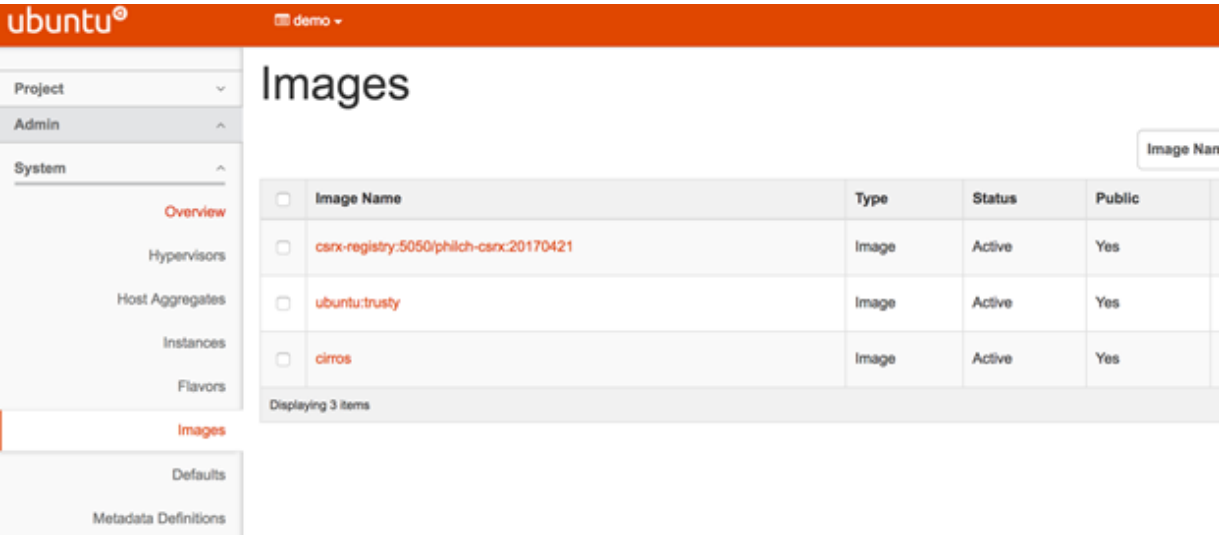 ubuntu®
demo
Project
Admin
System
Overview
Hypervisors
Host Aggregates
Instances
Flavors
Images
Defaults
Metadata Definitions
Images
Image Nam
Image Name Type Status Public
csrx-registry:5050/philch-csrx:20170421 Image Active Yes
ubuntu:trusty Image Active Yes
cirros Image Active Yes
Displaying 3 items